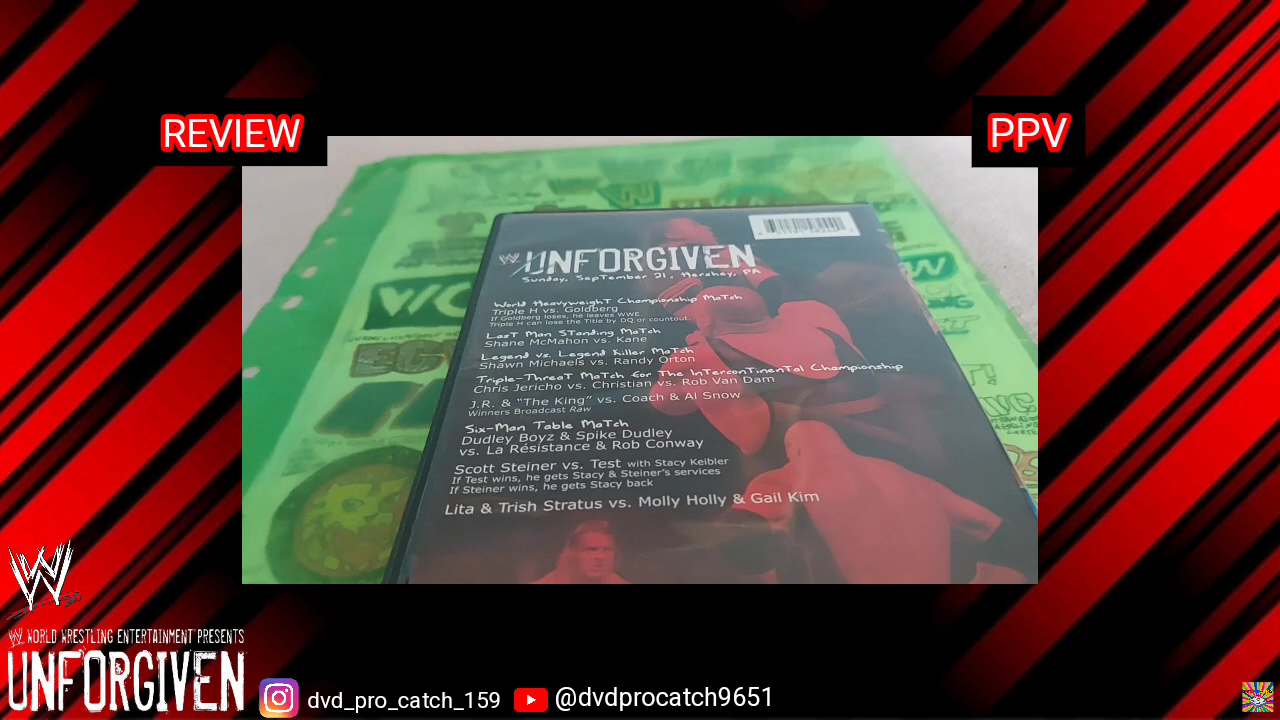 REVIEW
PPV
W UNFORGIVEN
Sunday, September 21, Hershey, PA
World Heavyweight Championship Match
Triple H vs. Goldberg
If Goldberg loses, he leaves WWE.
Triple H can lose the Title by DQ or countout.
Last Man Standing Match
Shane McMahon vs. Kane
Legend vs. Legend Killer Match
Shawn Michaels vs. Randy Orton
Triple-Threat Match for The Intercontinental Championship
Chris Jericho vs. Christian vs. Rob Van Dam
J.R. & “The King” vs. Coach & Al Snow
Winners Broadcast Raw
Six-Man Table Match
Dudley Boyz & Spike Dudley
vs. La Résistance & Rob Conway
Scott Steiner vs. Test with Stacy Keibler
If Test wins, he gets Stacy & Steiner’s services
If Steiner wins, he gets Stacy back
Lita & Trish Stratus vs. Molly Holly & Gail Kim
W WORLD WRESTLING ENTERTAINMENT PRESENTS
UNFORGIVEN
dvd_pro_catch_159
@dvdprocatch9651